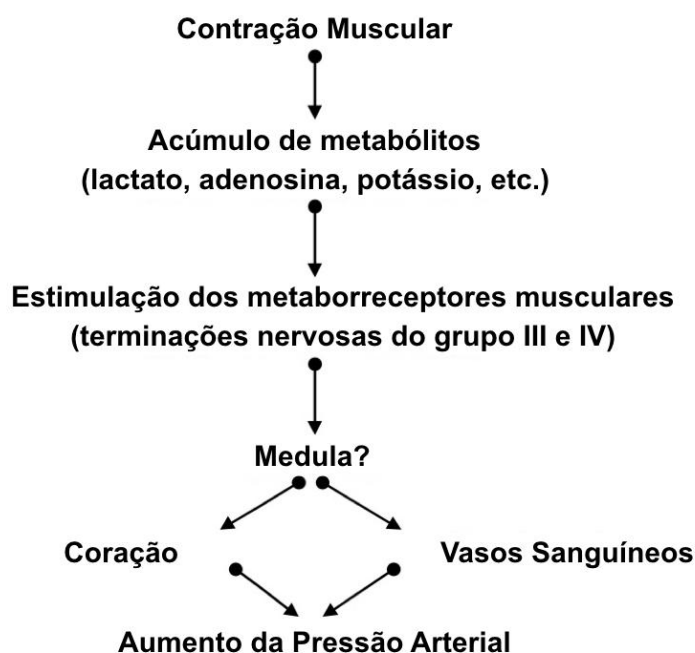 Contração Muscular
Acúmulo de metabólitos
(lactato, adenosina, potássio, etc.)
Estimulação dos metaborreceptores musculares
(terminações nervosas do grupo III e IV)
Medula?
Coração Vasos Sanguíneos
Aumento da Pressão Arterial